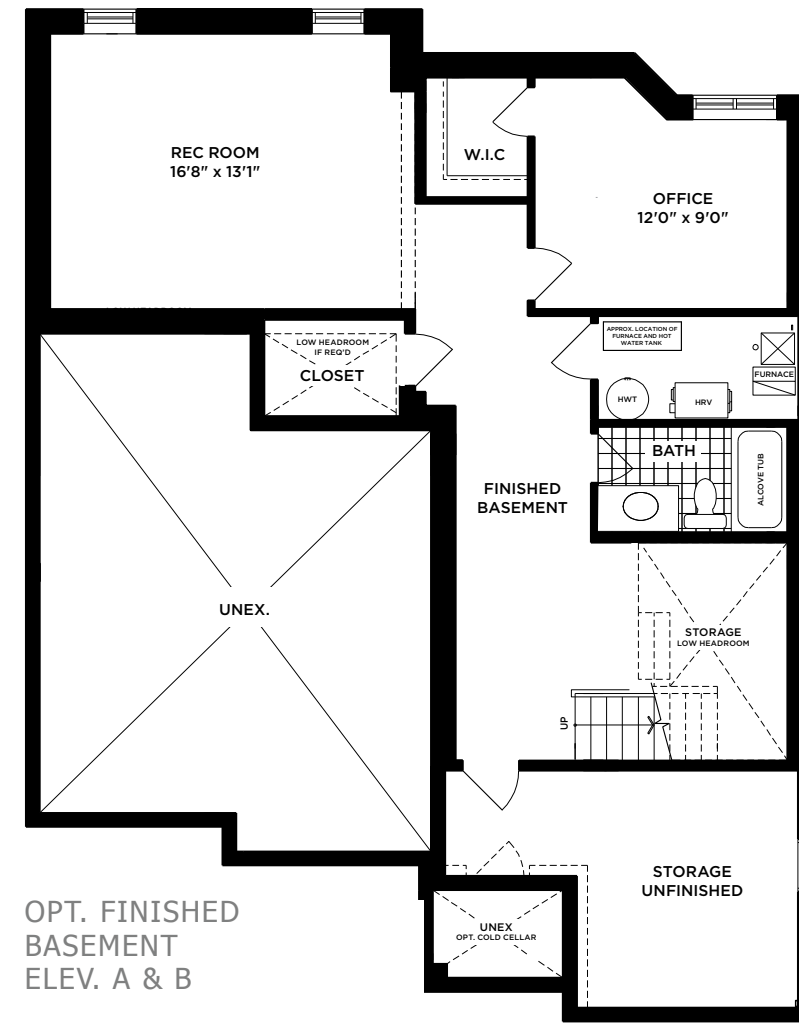 REC ROOM
16'8" x 13'1"
W.I.C
OFFICE
12'0" x 9'0"
APPROX. LOCATION OF
FURNACE AND HOT
WATER TANK
FURNACE
HWT
HRV
LOW HEADROOM
IF REQ'D
CLOSET
BATH
ALCOVE TUB
FINISHED
BASEMENT
UNEX.
STORAGE
LOW HEADROOM
UP
STORAGE
UNFINISHED
UNEX
OPT. COLD CELLAR
OPT. FINISHED
BASEMENT
ELEV. A & B